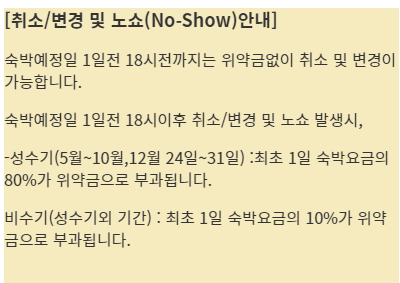 [취소/변경 및 노쇼(No-Show)안내]
숙박예정일 1일전 18시전까지는 위약금없이 취소 및 변경이
가능합니다.
숙박예정일 1일전 18시이후 취소/변경 및 노쇼 발생시,
-성수기(5월~10월,12월 24일~31일) :최초 1일 숙박요금의
80%가 위약금으로 부과됩니다.
비수기(성수기외 기간) : 최초 1일 숙박요금의 10%가 위약
금으로 부과됩니다.